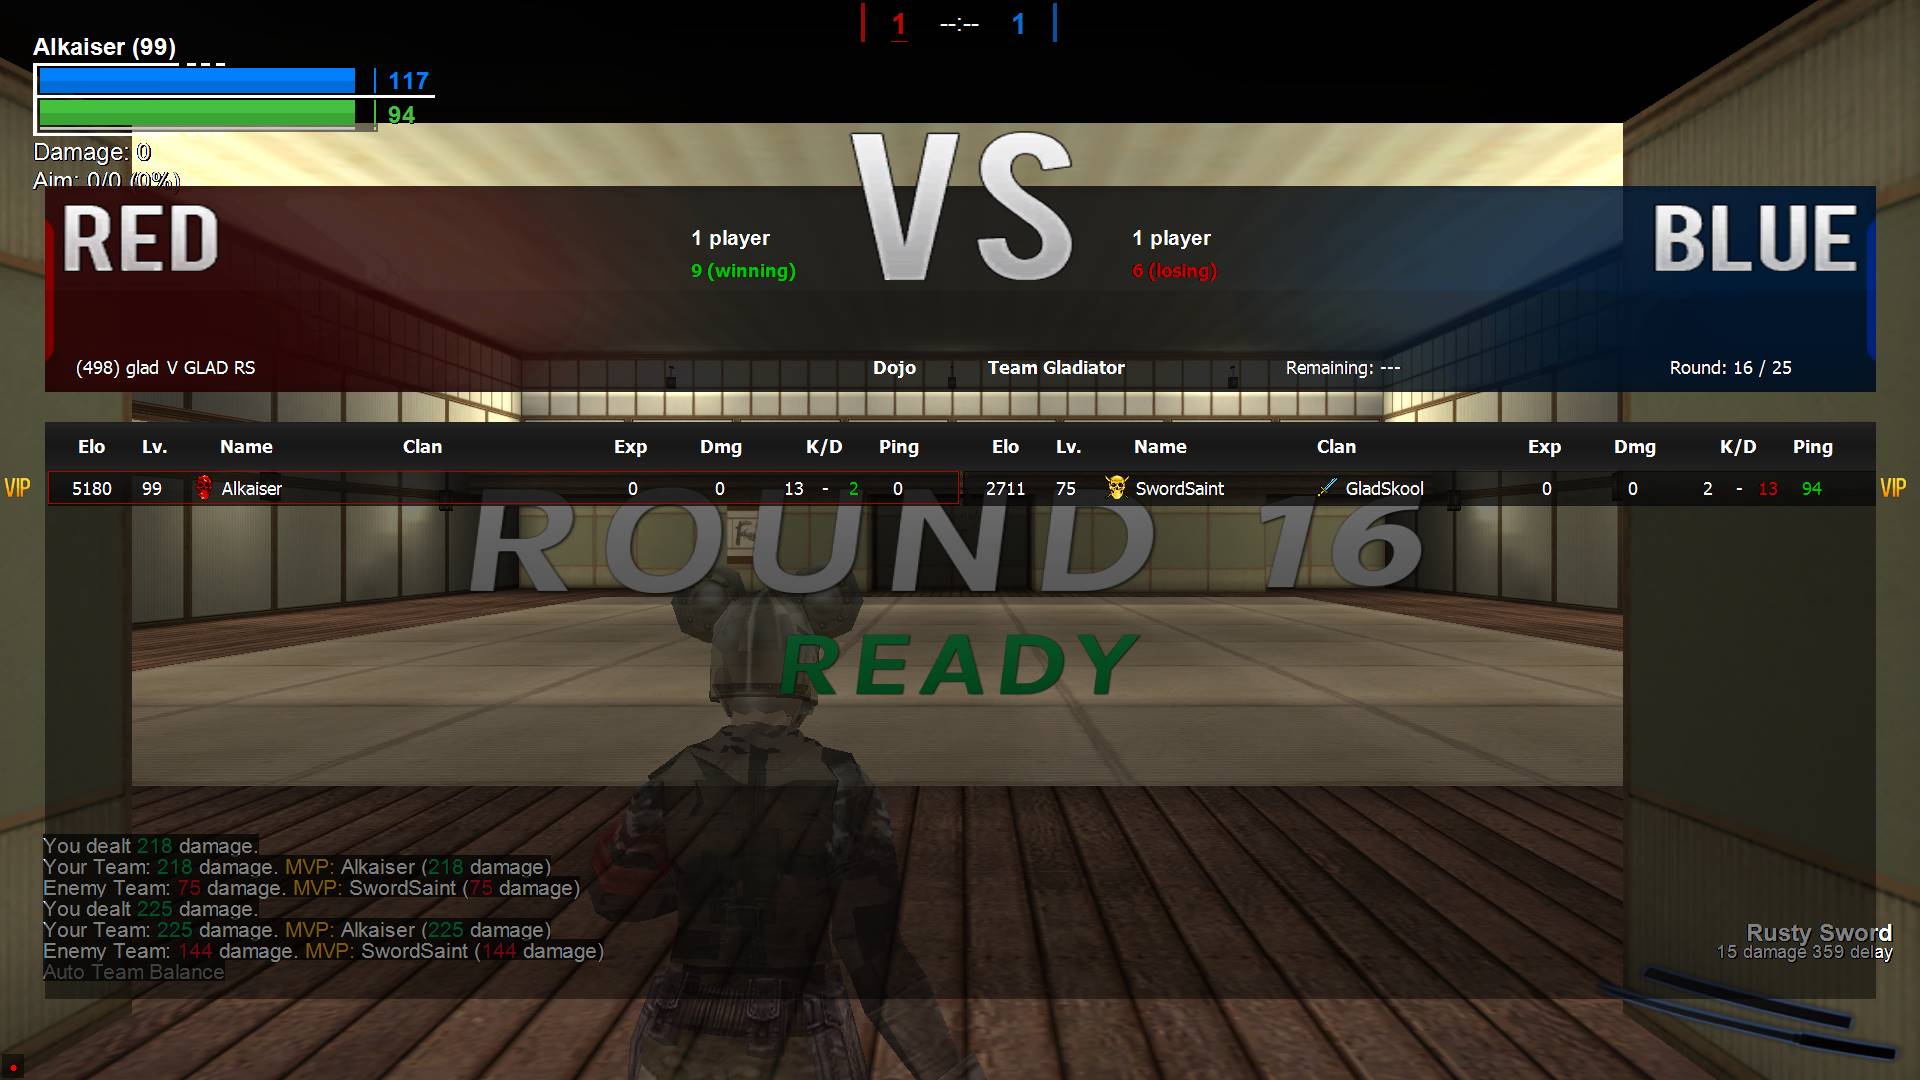 1 --:-- 1
Alkaiser (99)
117
94
Damage: 0
Aim: 0/0 (0%)
VS
RED
BLUE
1 player
1 player
9 (winning)
6 (losing)
(498) glad V GLAD RS Dojo Team Gladiator Remaining: --- Round: 16 / 25
Elo Lv. Name Clan Exp Dmg K/D Ping Elo Lv. Name Clan Exp Dmg K/D Ping
VIP 5180 99 Alkaiser 0 0 13 - 2 0 2711 75 SwordSaint GladSkool 0 0 2 - 13 94 VIP
ROUND 16
READY
You dealt 218 damage.
Your Team: 218 damage. MVP: Alkaiser (218 damage)
Enemy Team: 75 damage. MVP: SwordSaint (75 damage)
You dealt 225 damage.
Your Team: 225 damage. MVP: Alkaiser (225 damage)
Enemy Team: 144 damage. MVP: SwordSaint (144 damage)
Auto Team Balance
Rusty Sword
15 damage 359 delay